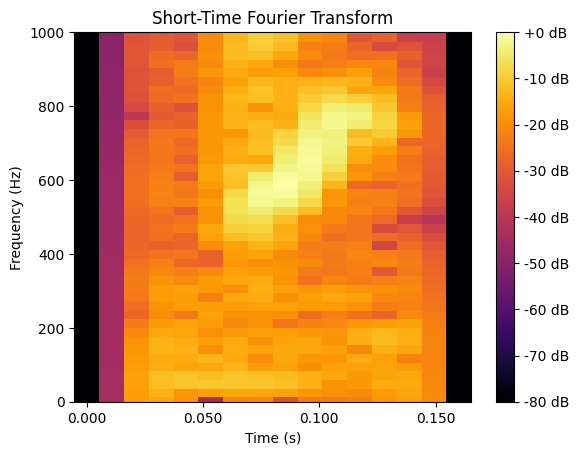 Short-Time Fourier Transform
Frequency (Hz)
1000
800
600
400
200
0
0.000
0.050
0.100
0.150
Time (s)
+0 dB
-10 dB
-20 dB
-30 dB
-40 dB
-50 dB
-60 dB
-70 dB
-80 dB